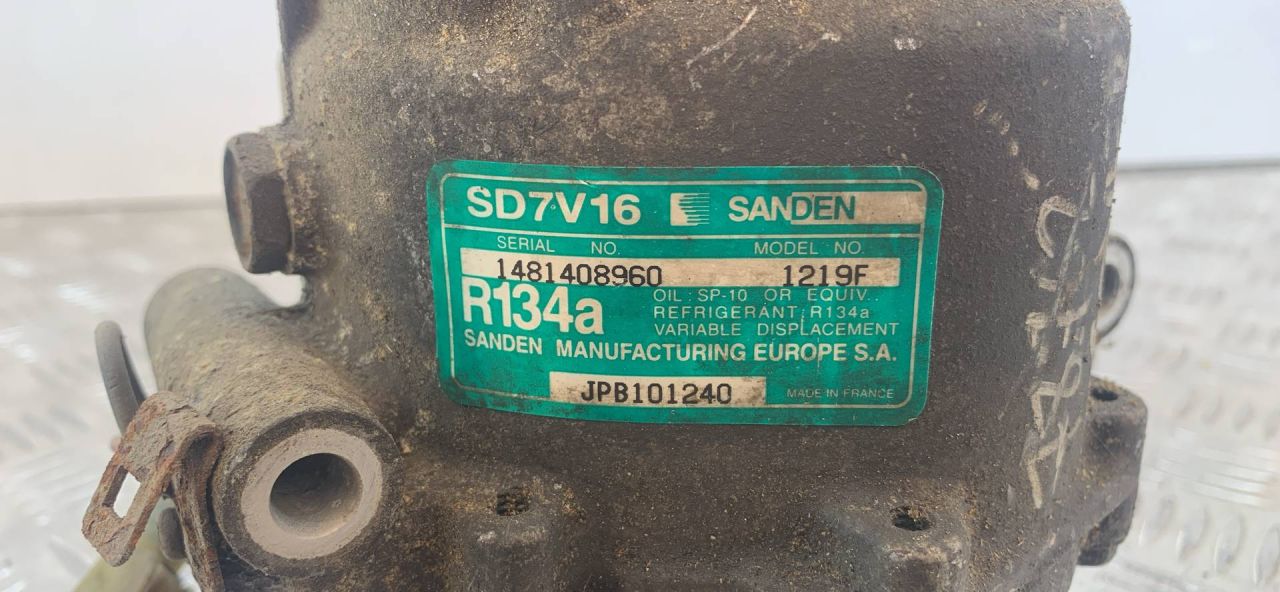 SD7V16 SANDEN
SERIAL NO. MODEL NO.
1481408960 1219F
R134a
OIL : SP-10 OR EQUIV..
REFRIGERANT : R134a
VARIABLE DISPLACEMENT
SANDEN MANUFACTURING EUROPE S.A.
JPB101240 MADE IN FRANCE